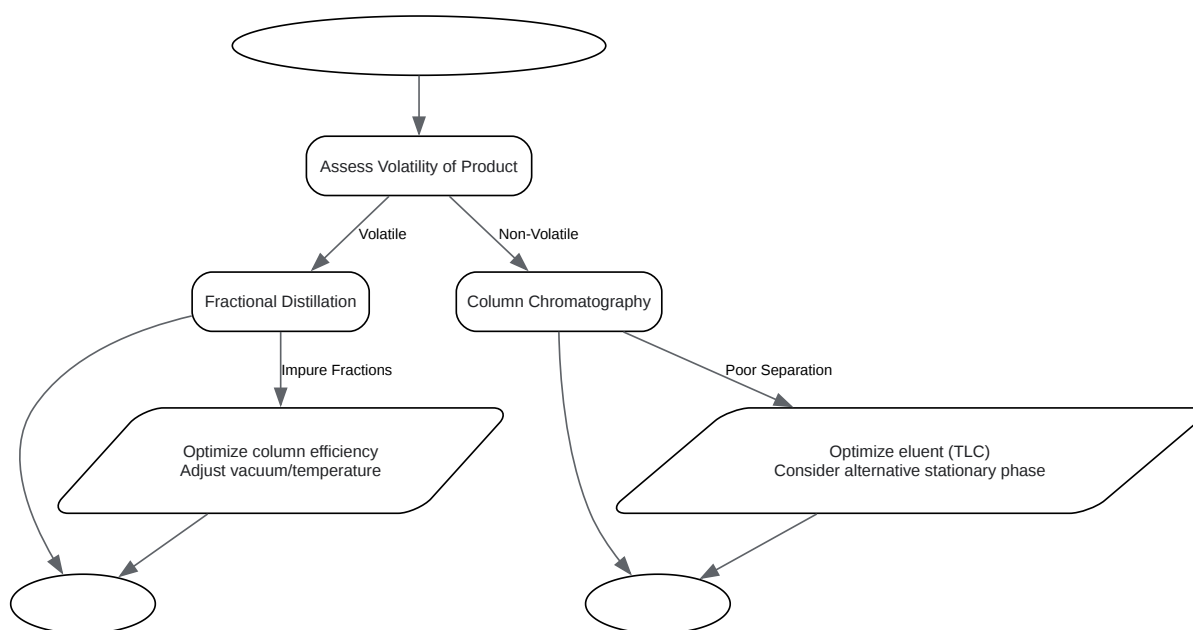 Assess Volatility of Product
Volatile
Non-Volatile
Fractional Distillation
Column Chromatography
Impure Fractions
Poor Separation
Optimize column efficiency
Adjust vacuum/temperature
Optimize eluent (TLC)
Consider alternative stationary phase